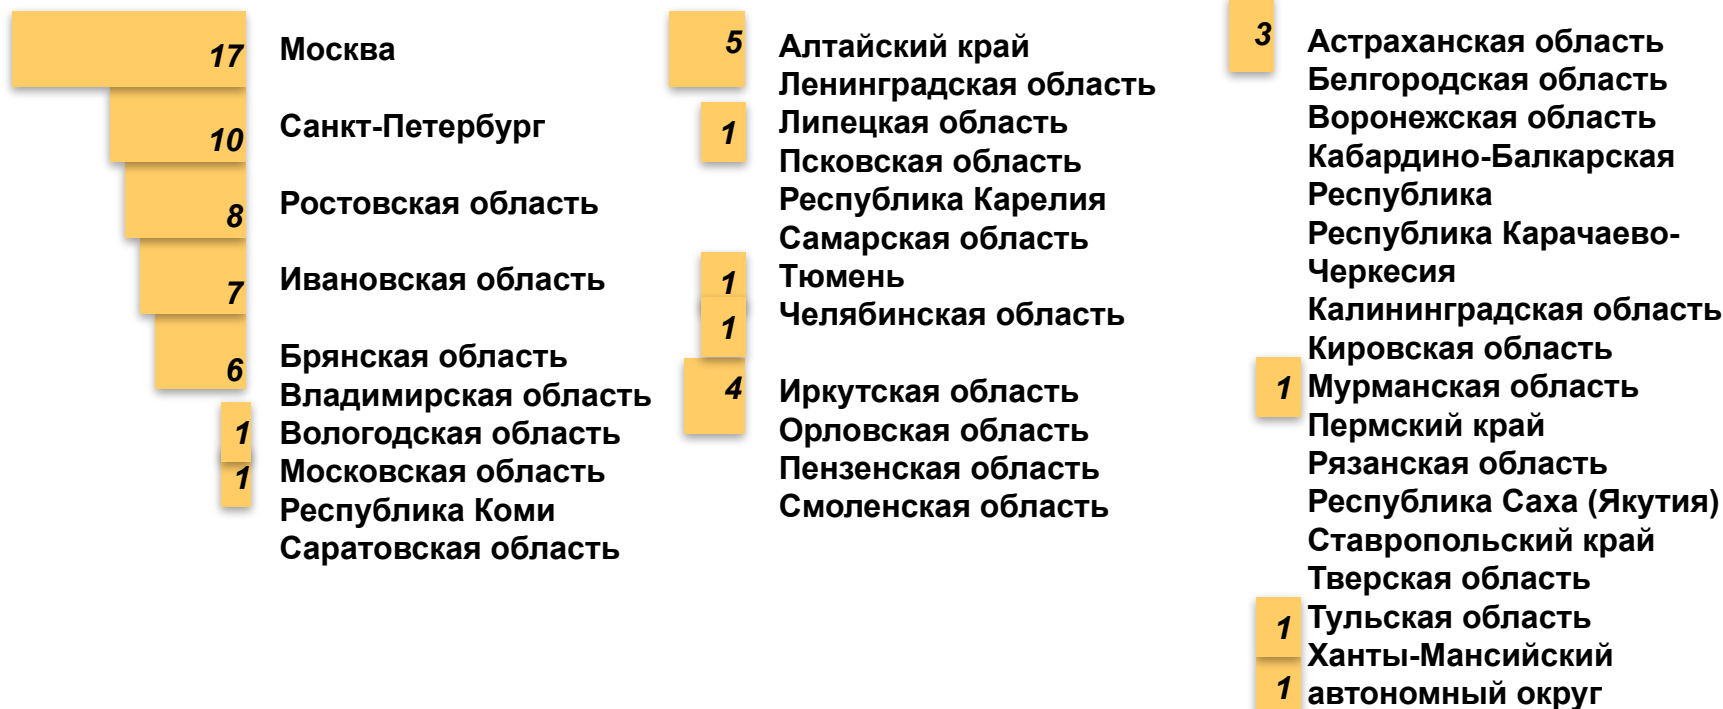 17 Москва
10 Санкт-Петербург
8 Ростовская область
7 Ивановская область
6 Брянская область
Владимирская область
1 Вологодская область
1 Московская область
Республика Коми
Саратовская область
5 Алтайский край
Ленинградская область
1 Липецкая область
Псковская область
Республика Карелия
Самарская область
1 Тюмень
1 Челябинская область
4 Иркутская область
Орловская область
Пензенская область
Смоленская область
3 Астраханская область
Белгородская область
Воронежская область
Кабардино-Балкарская
Республика
Республика Карачаево-
Черкесия
Калининградская область
Кировская область
1 Мурманская область
Пермский край
Рязанская область
Республика Саха (Якутия)
Ставропольский край
Тверская область
1 Тульская область
Ханты-Мансийский
1 автономный округ